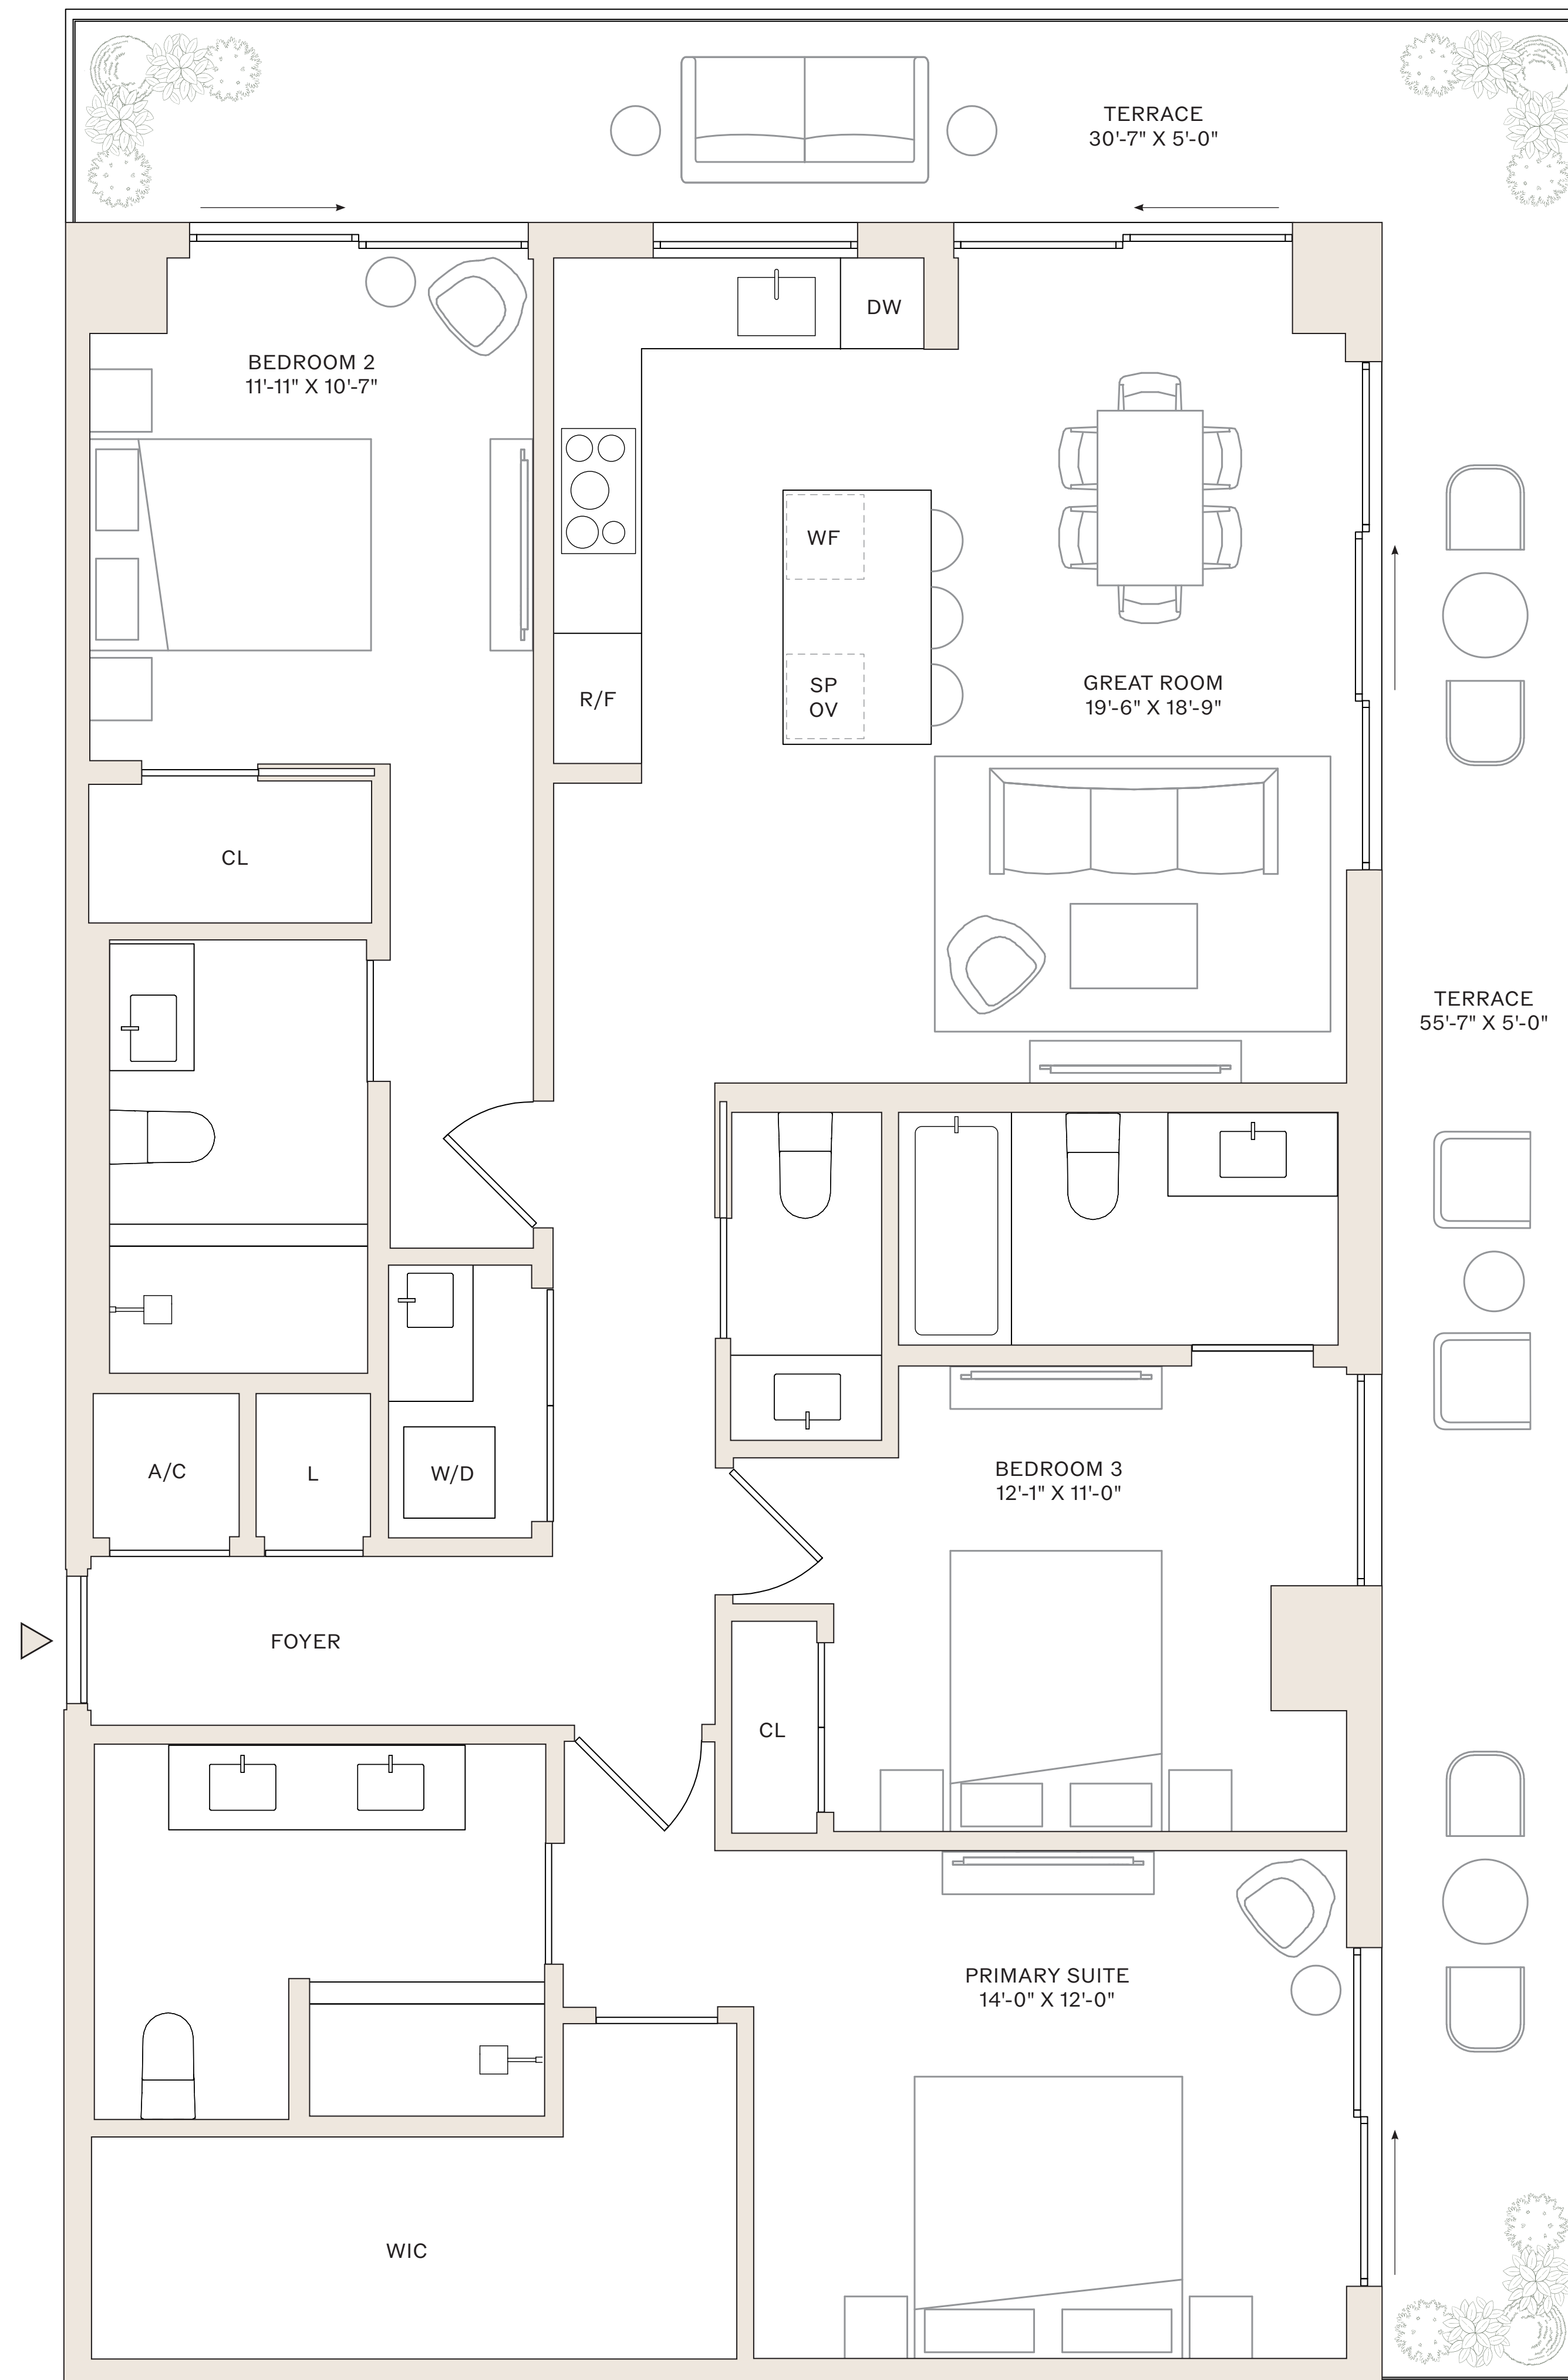 TERRACE
30'-7" X 5'-0"
DW
BEDROOM 2
11'-11" X 10'-7"
WF
SP
OV
R/F
GREAT ROOM
19'-6" X 18'-9"
CL
TERRACE
55'-7" X 5'-0"
A/C
L
W/D
BEDROOM 3
12'-1" X 11'-0"
FOYER
CL
PRIMARY SUITE
14'-0" X 12'-0"
WIC